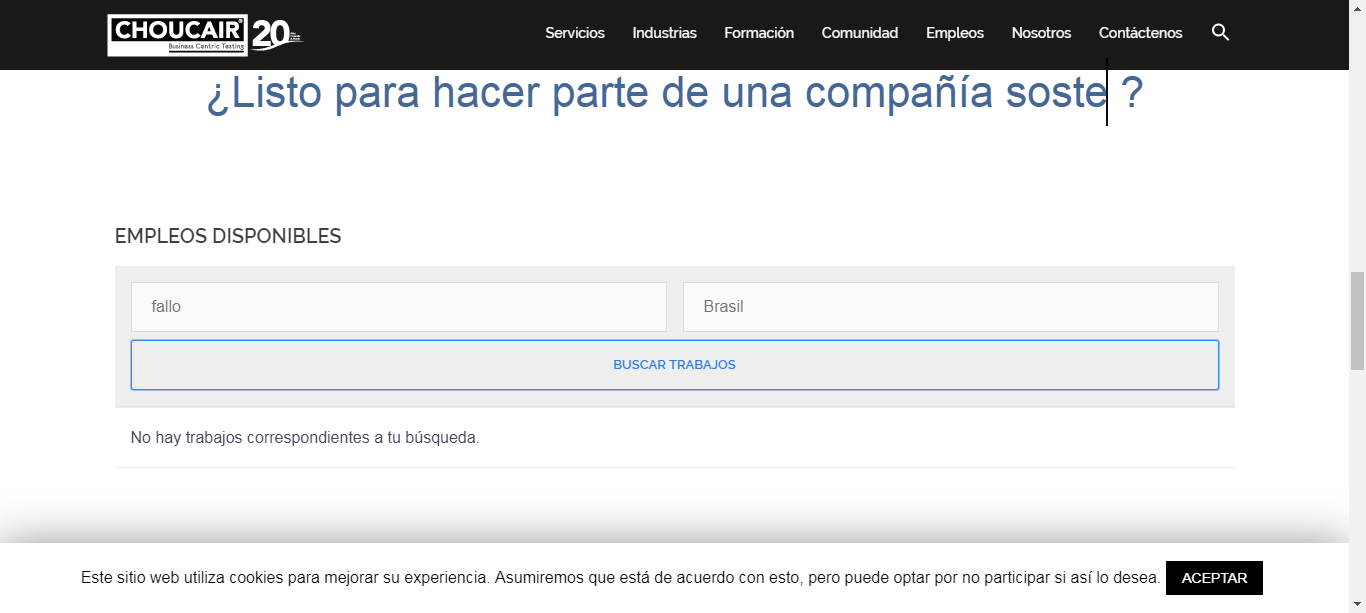 CHOUCAIR®
Business Centric Testing
20
Servicios Industrias Formación Comunidad Empleos Nosotros Contáctenos
¿Listo para hacer parte de una compañía soste ?
EMPLEOS DISPONIBLES
fallo Brasil
BUSCAR TRABAJOS
No hay trabajos correspondientes a tu búsqueda.
Este sitio web utiliza cookies para mejorar su experiencia. Asumiremos que está de acuerdo con esto, pero puede optar por no participar si así lo desea. ACEPTAR